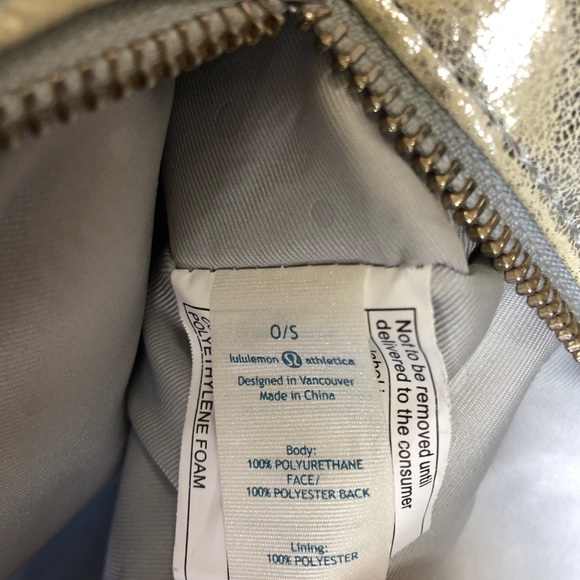 O/S
lululemon athletica
Designed in Vancouver
Made in China
Body:
100% POLYURETHANE
FACE/
100% POLYESTER BACK
Lining:
100% POLYESTER
POLYETHYLENE FOAM
Not to be removed until
delivered to the consumer